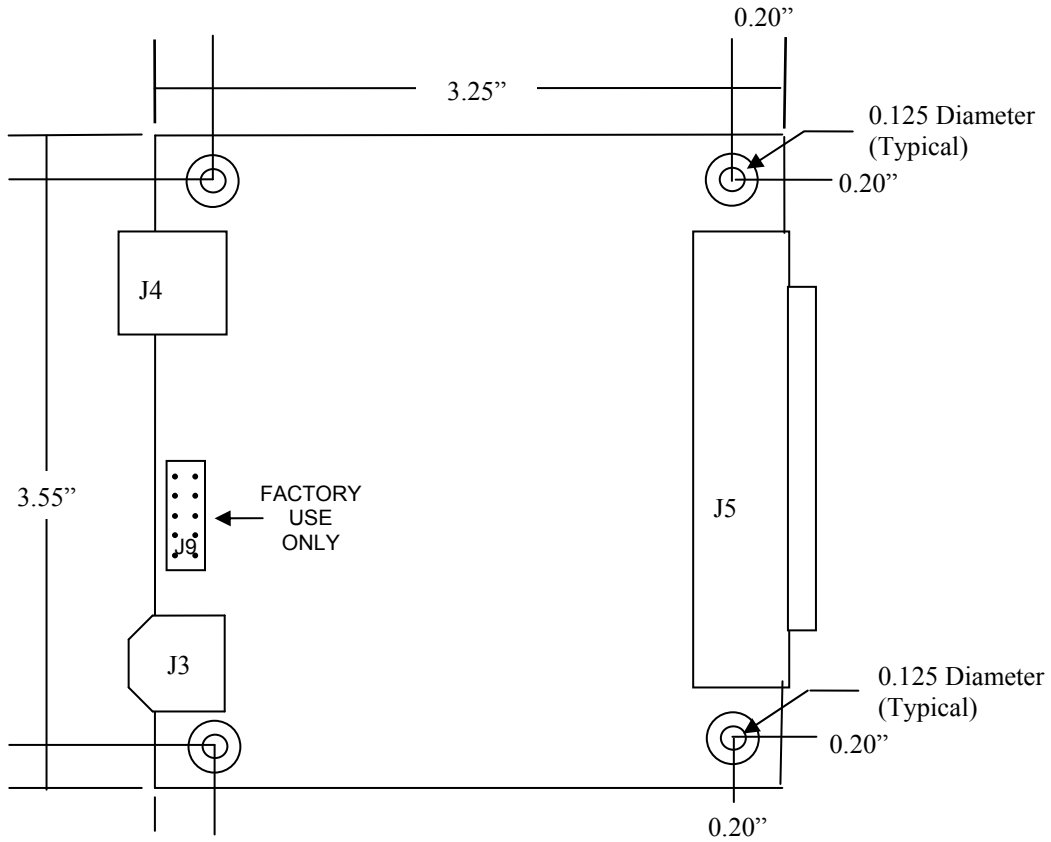 0.20”
3.25”
0.125 Diameter
(Typical)
0.20”
J4
3.55”
FACTORY
USE
ONLY
J9
J5
J3
0.125 Diameter
(Typical)
0.20”
0.20”